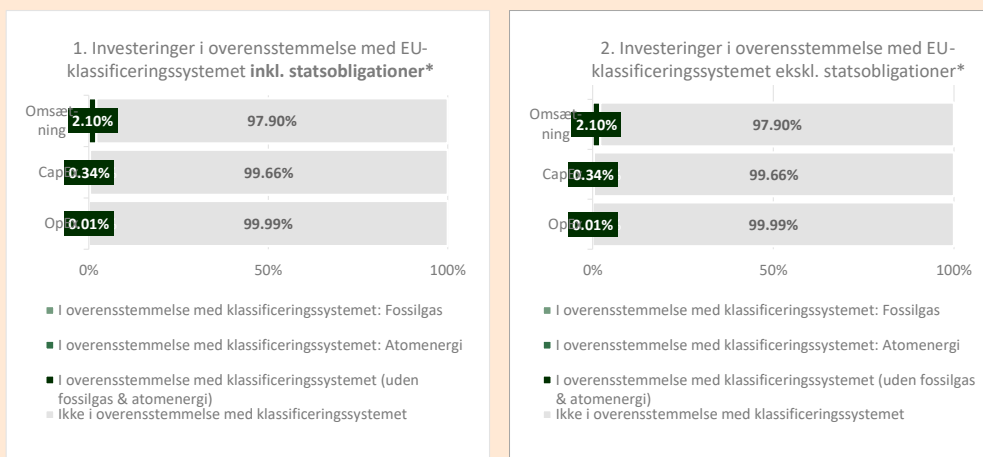 1. Investeringer i overensstemmelse med EU-
klassificeringssystemet inkl. statsobligationer*
Omsæt-
ning
2.10%
97.90%
0.34%
99.66%
0.01%
99.99%
0%
50%
100%
I overensstemmelse med klassificeringssystemet: Fossilgas
I overensstemmelse med klassificeringssystemet: Atomenergi
I overensstemmelse med klassificeringssystemet (uden
fossilgas & atomenergi)
Ikke i overensstemmelse med klassificeringssystemet
2. Investeringer i overensstemmelse med EU-
klassificeringssystemet ekskl. statsobligationer*
Omsæt-
ning
2.10%
97.90%
0.34%
99.66%
0.01%
99.99%
0%
50%
100%
I overensstemmelse med klassificeringssystemet: Fossilgas
I overensstemmelse med klassificeringssystemet: Atomenergi
I overensstemmelse med klassificeringssystemet (uden fossilgas
& atomenergi)
Ikke i overensstemmelse med klassificeringssystemet